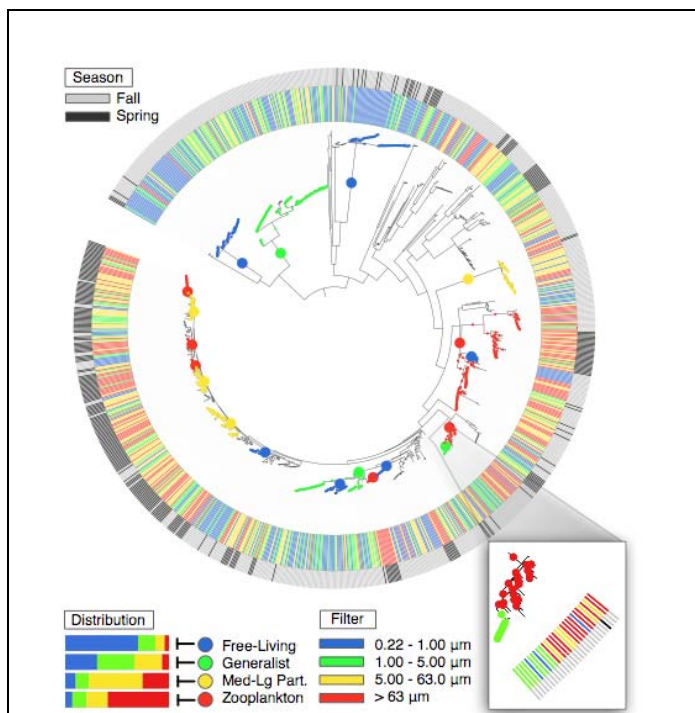 Season
Fall
Spring
Distribution
Free-Living
Generalist
Med-Lg Part.
Zooplankton
Filter
0.22 - 1.00 µm
1.00 - 5.00 µm
5.00 - 63.0 µm
> 63 µm